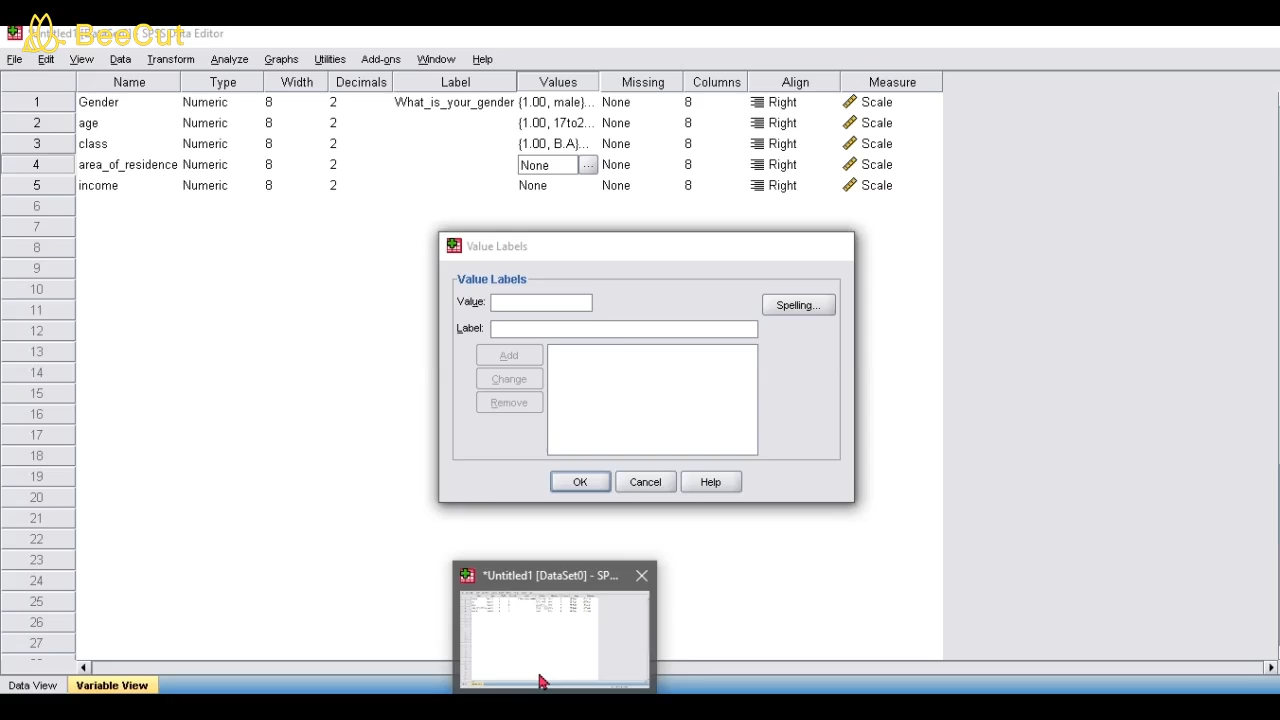 BeeCut
*Untitled1 [DataSet0] - SPSS Data Editor
File Edit View Data Transform Analyze Graphs Utilities Add-ons Window Help
Name Type Width Decimals Label Values Missing Columns Align Measure
1 Gender Numeric 8 2 What_is_your_gender {1.00, male}... None 8 Right Scale
2 age Numeric 8 2 {1.00, 17to2... None 8 Right Scale
3 class Numeric 8 2 {1.00, B.A}... None 8 Right Scale
4 area_of_residence Numeric 8 2 None ... None 8 Right Scale
5 income Numeric 8 2 None None 8 Right Scale
6
7
8
9
10
11
12
13
14
15
16
17
18
19
20
21
22
23
24
25
26
27
Value Labels
Value Labels
Value:
Spelling...
Label:
Add
Change
Remove
OK Cancel Help
*Untitled1 [DataSet0] - SP...
Data View Variable View